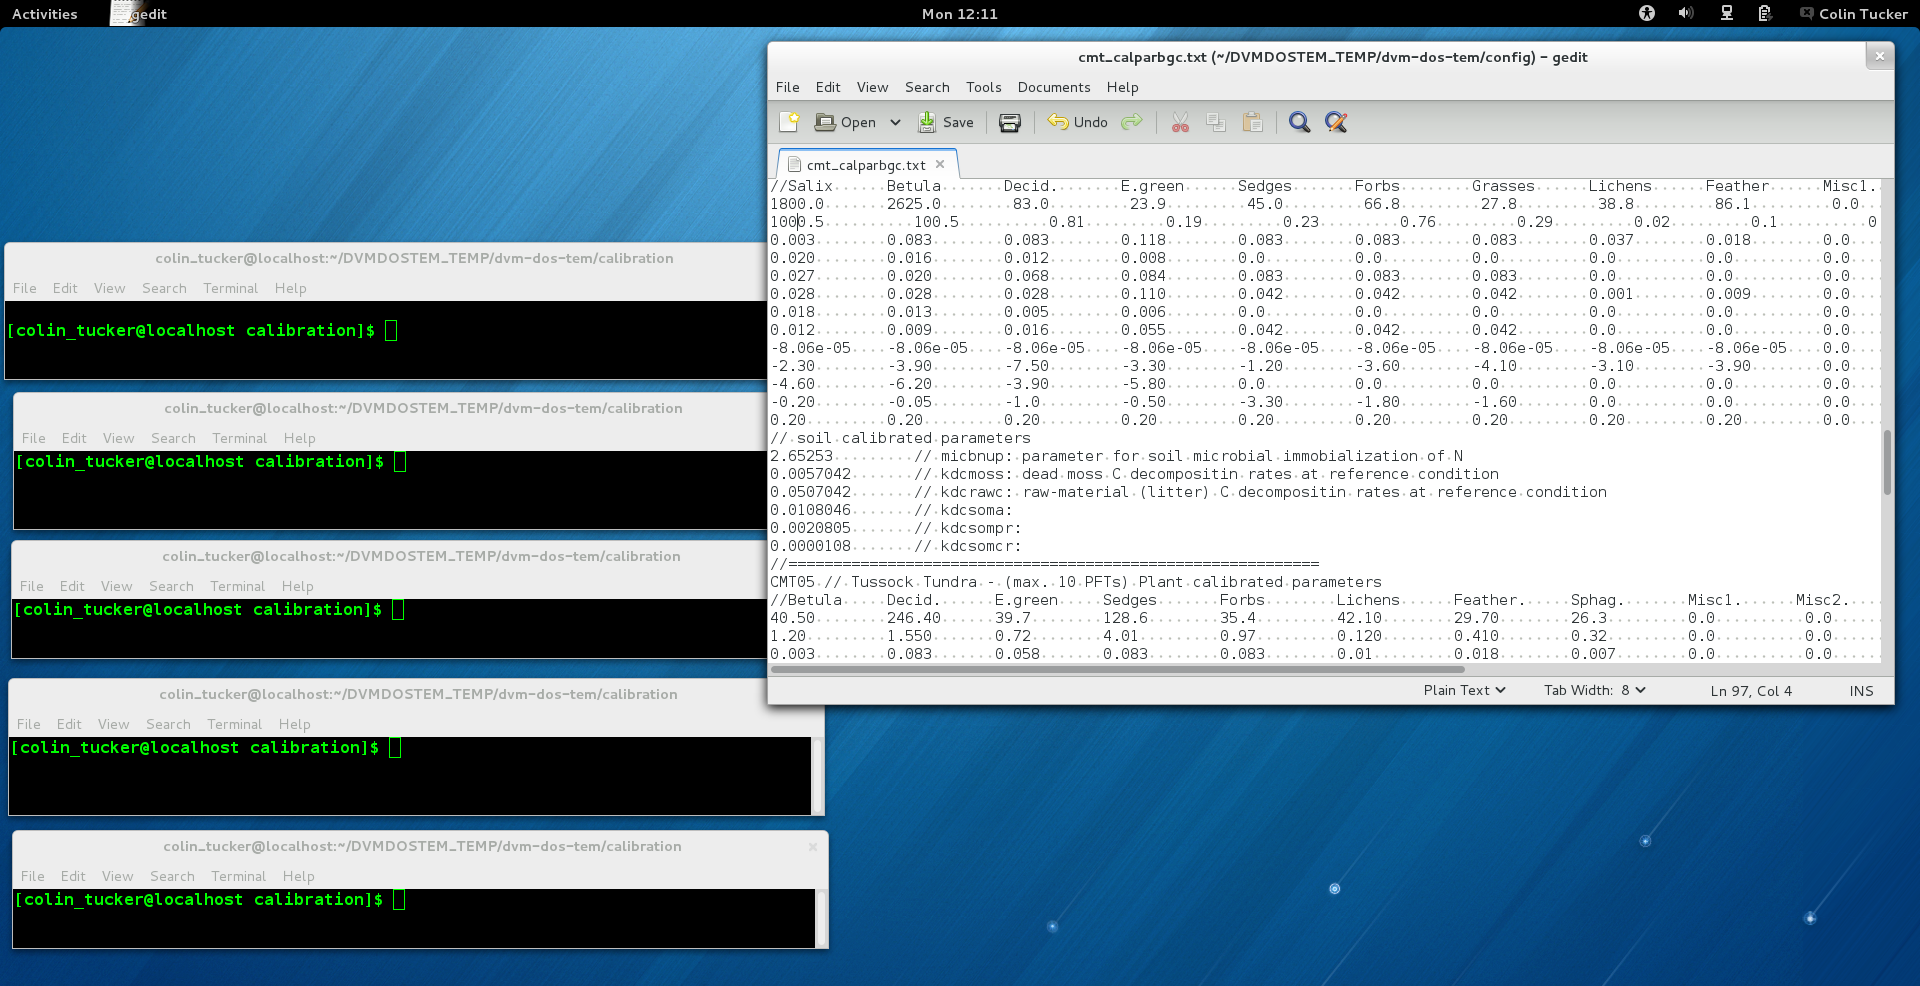 Activities gedit Mon 12:11 Colin Tucker
cmt_calparbgc.txt (~/DVMDOSTEM_TEMP/dvm-dos-tem/config) - gedit
File Edit View Search Tools Documents Help
Open Save Undo
cmt_calparbgc.txt
//Salix Betula Decid. E.green Sedges Forbs Grasses Lichens Feather Misc1.
1800.0 2625.0 83.0 23.9 45.0 66.8 27.8 38.8 86.1 0.0
1000.5 100.5 0.81 0.19 0.23 0.76 0.29 0.02 0.1 0
0.003 0.083 0.083 0.118 0.083 0.083 0.083 0.037 0.018 0.0
0.020 0.016 0.012 0.008 0.0 0.0 0.0 0.0 0.0 0.0
0.027 0.020 0.068 0.084 0.083 0.083 0.083 0.0 0.0 0.0
0.028 0.028 0.028 0.110 0.042 0.042 0.042 0.001 0.009 0.0
0.018 0.013 0.005 0.006 0.0 0.0 0.0 0.0 0.0 0.0
0.012 0.009 0.016 0.055 0.042 0.042 0.042 0.0 0.0 0.0
-8.06e-05 -8.06e-05 -8.06e-05 -8.06e-05 -8.06e-05 -8.06e-05 -8.06e-05 -8.06e-05 -8.06e-05 0.0
-2.30 -3.90 -7.50 -3.30 -1.20 -3.60 -4.10 -3.10 -3.90 0.0
-4.60 -6.20 -3.90 -5.80 0.0 0.0 0.0 0.0 0.0 0.0
-0.20 -0.05 -1.0 -0.50 -3.30 -1.80 -1.60 0.0 0.0 0.0
0.20 0.20 0.20 0.20 0.20 0.20 0.20 0.20 0.20 0.0
// soil calibrated parameters
2.65253 // micbnup: parameter for soil microbial immobialization of N
0.0057042 // kdcmoss: dead moss C decompositin rates at reference condition
0.0507042 // kdcrawc: raw-material (litter) C decompositin rates at reference condition
0.0108046 // kdcsoma:
0.0020805 // kdcsompr:
0.0000108 // kdcsomcr:
//===========================================================
CMT05 // Tussock Tundra - (max. 10 PFTs) Plant calibrated parameters
//Betula Decid. E.green Sedges Forbs Lichens Feather. Sphag. Misc1. Misc2.
40.50 246.40 39.7 128.6 35.4 42.10 29.70 26.3 0.0 0.0
1.20 1.550 0.72 4.01 0.97 0.120 0.410 0.32 0.0 0.0
0.003 0.083 0.058 0.083 0.083 0.01 0.018 0.007 0.0 0.0
Plain Text Tab Width: 8 Ln 97, Col 4 INS
colin_tucker@localhost:~/DVMDOSTEM_TEMP/dvm-dos-tem/calibration
File Edit View Search Terminal Help
[colin_tucker@localhost calibration]$
colin_tucker@localhost:~/DVMDOSTEM_TEMP/dvm-dos-tem/calibration
File Edit View Search Terminal Help
[colin_tucker@localhost calibration]$
colin_tucker@localhost:~/DVMDOSTEM_TEMP/dvm-dos-tem/calibration
File Edit View Search Terminal Help
[colin_tucker@localhost calibration]$
colin_tucker@localhost:~/DVMDOSTEM_TEMP/dvm-dos-tem/calibration
File Edit View Search Terminal Help
[colin_tucker@localhost calibration]$
colin_tucker@localhost:~/DVMDOSTEM_TEMP/dvm-dos-tem/calibration
File Edit View Search Terminal Help
[colin_tucker@localhost calibration]$